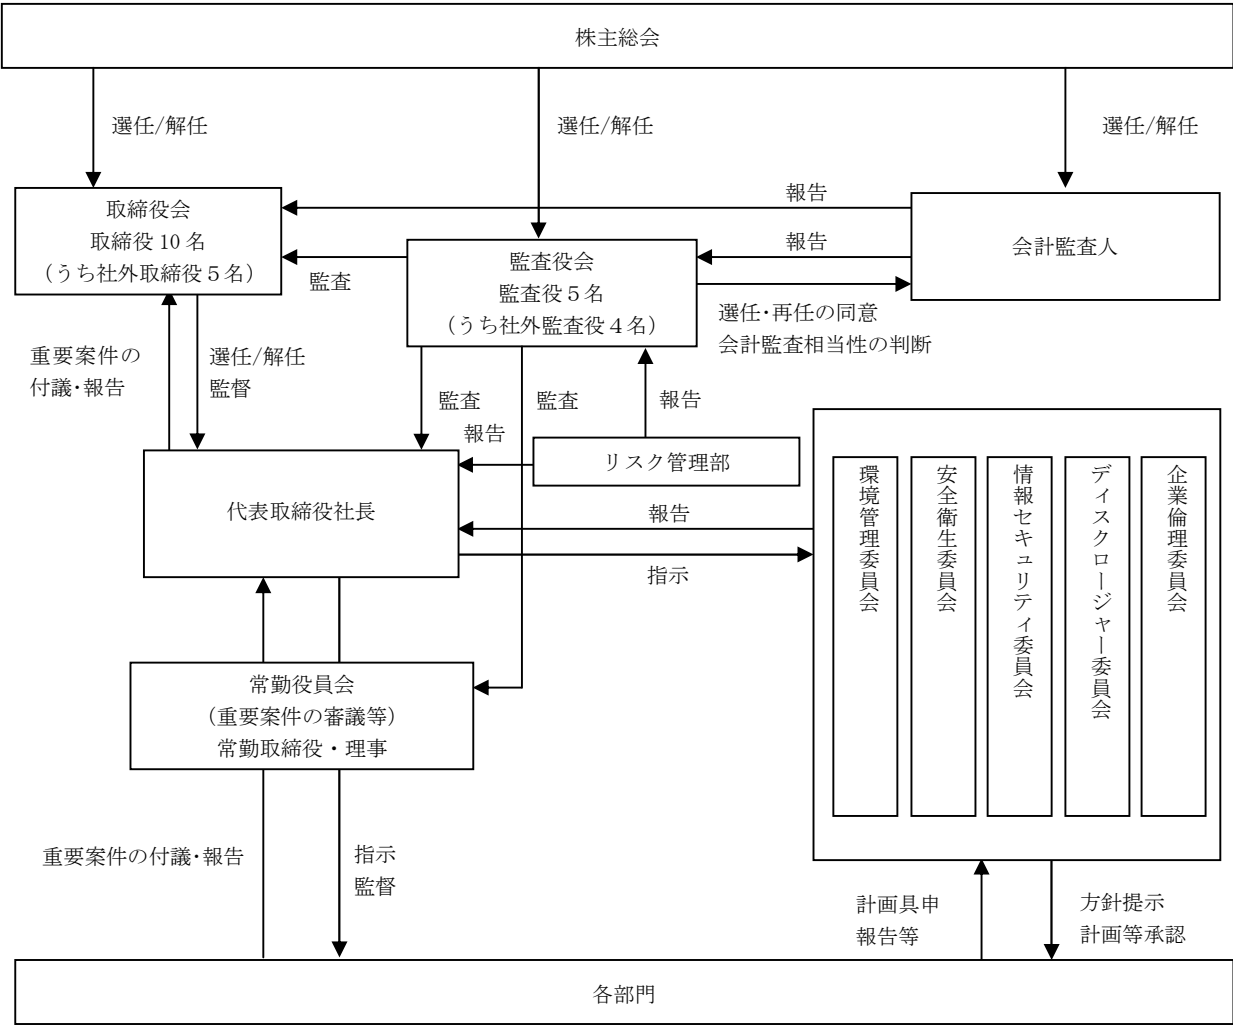 株主総会
選任/解任
選任/解任
選任/解任
取締役会
取締役 10 名
（うち社外取締役５名）
報告
会計監査人
監査役会
監査役５名
（うち社外監査役４名）
報告
監査
選任･再任の同意
会計監査相当性の判断
重要案件の
付議･報告
選任/解任
監督
監査
監査
報告
報告
リスク管理部
代表取締役社長
報告
指示
環境管理委員会
安全衛生委員会
情報セキュリティ委員会
ディスクロージャー委員会
企業倫理委員会
常勤役員会
（重要案件の審議等）
常勤取締役・理事
重要案件の付議･報告
指示
監督
計画具申
報告等
方針提示
計画等承認
各部門